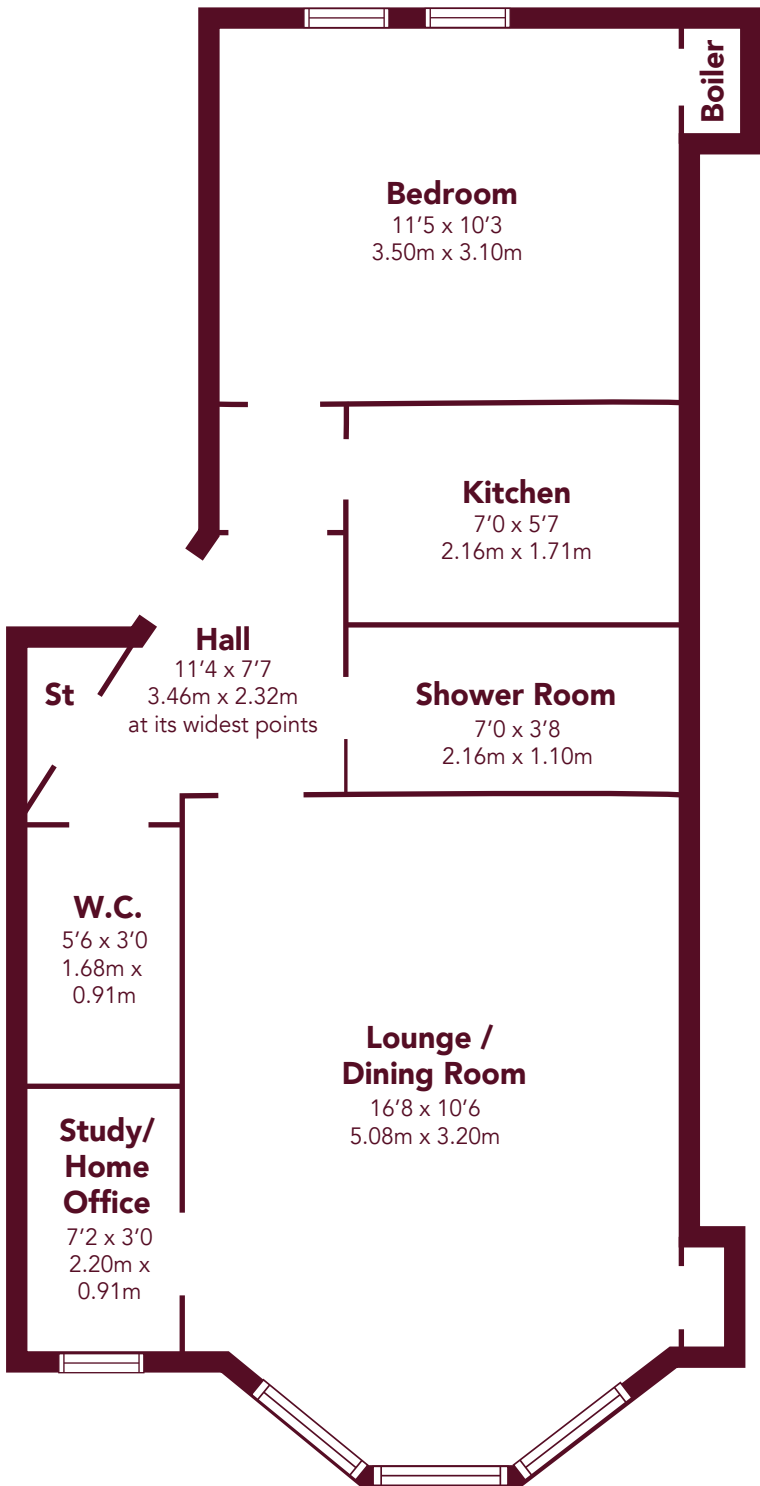 Boiler
Bedroom
11’5 x 10’3
3.50m x 3.10m
Kitchen
7’0 x 5’7
2.16m x 1.71m
Hall
11’4 x 7’7
3.46m x 2.32m
at its widest points
St
Shower Room
7’0 x 3’8
2.16m x 1.10m
W.C.
5’6 x 3’0
1.68m x
0.91m
Lounge /
Dining Room
16’8 x 10’6
5.08m x 3.20m
Study/
Home
Office
7’2 x 3’0
2.20m x
0.91m